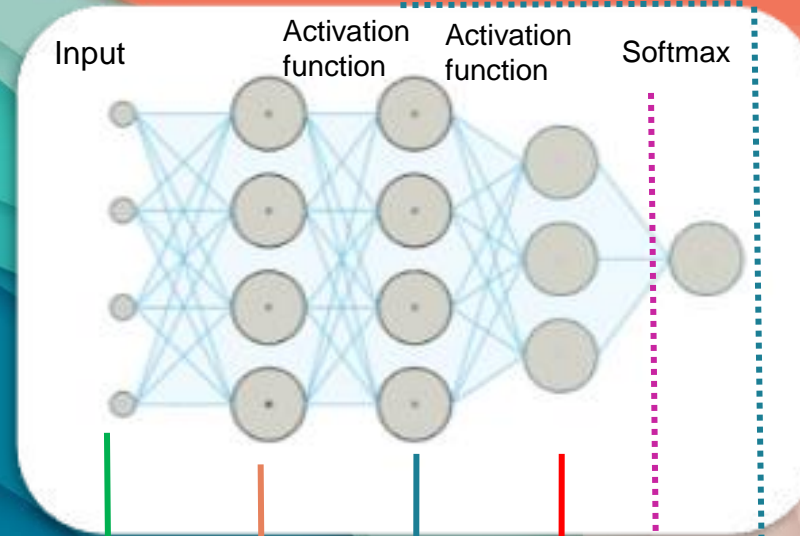 Input
Activation
function
Activation
function
Softmax